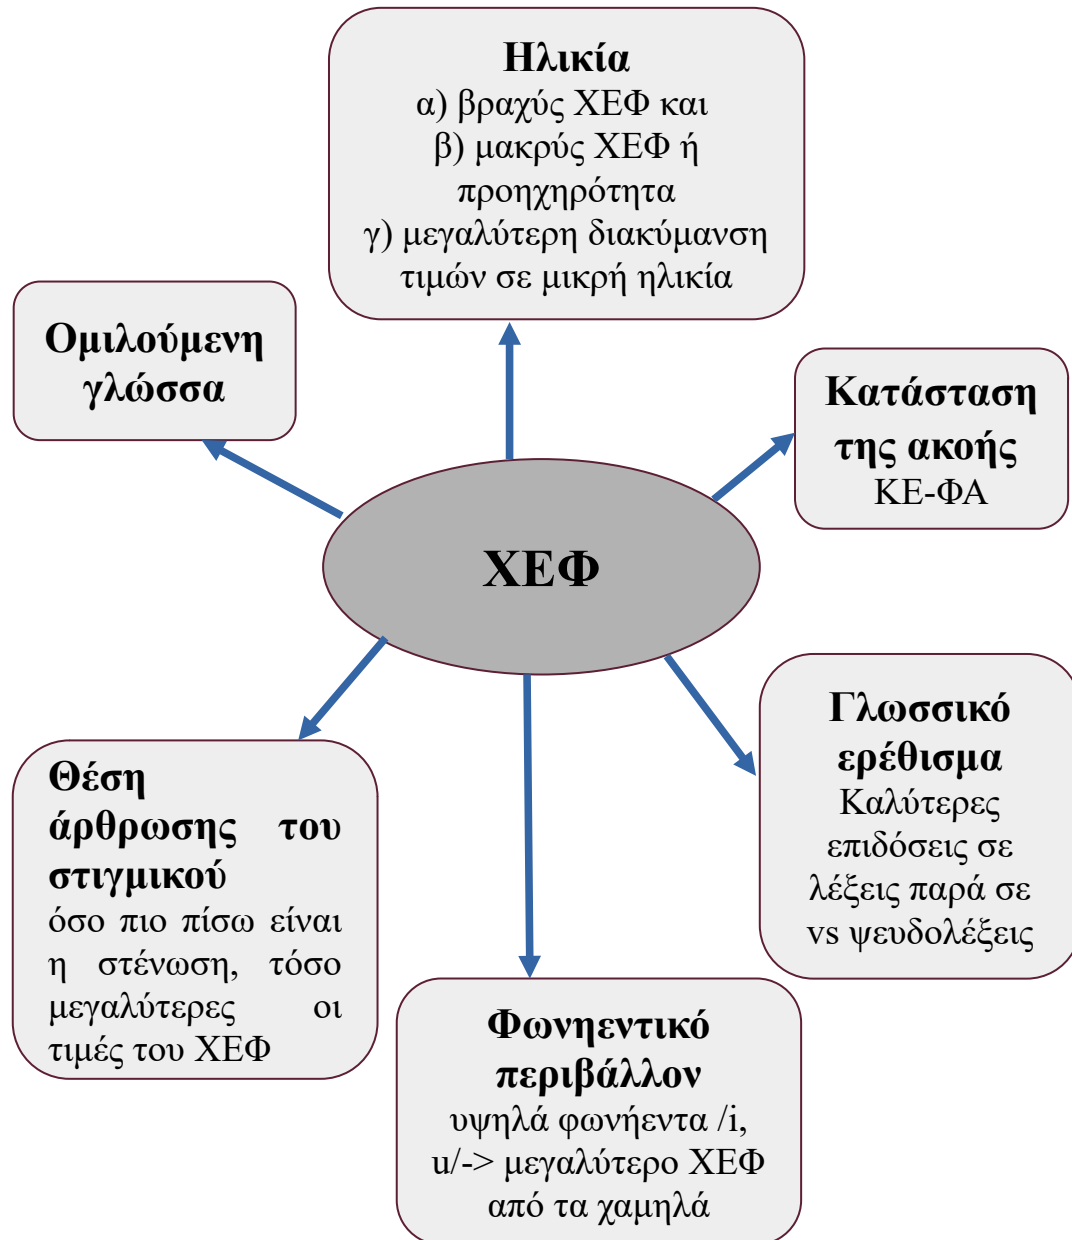 Ηλικία
α) βραχύς ΧΕΦ και
β) μακρύς ΧΕΦ ή
προηχηρότητα
γ) μεγαλύτερη διακύμανση
τιμών σε μικρή ηλικία
Ομιλούμενη
γλώσσα
Κατάσταση
της ακοής
ΚΕ-ΦΑ
ΧΕΦ
Θέση
άρθρωσης του
στιγμικού
όσο πιο πίσω είναι
η στένωση, τόσο
μεγαλύτερες οι
τιμές του ΧΕΦ
Γλωσσικό
ερέθισμα
Καλύτερες
επιδόσεις σε
λέξεις παρά σε
vs ψευδολέξεις
Φωνηεντικό
περιβάλλον
υψηλά φωνήεντα /i,
u/-> μεγαλύτερο ΧΕΦ
από τα χαμηλά